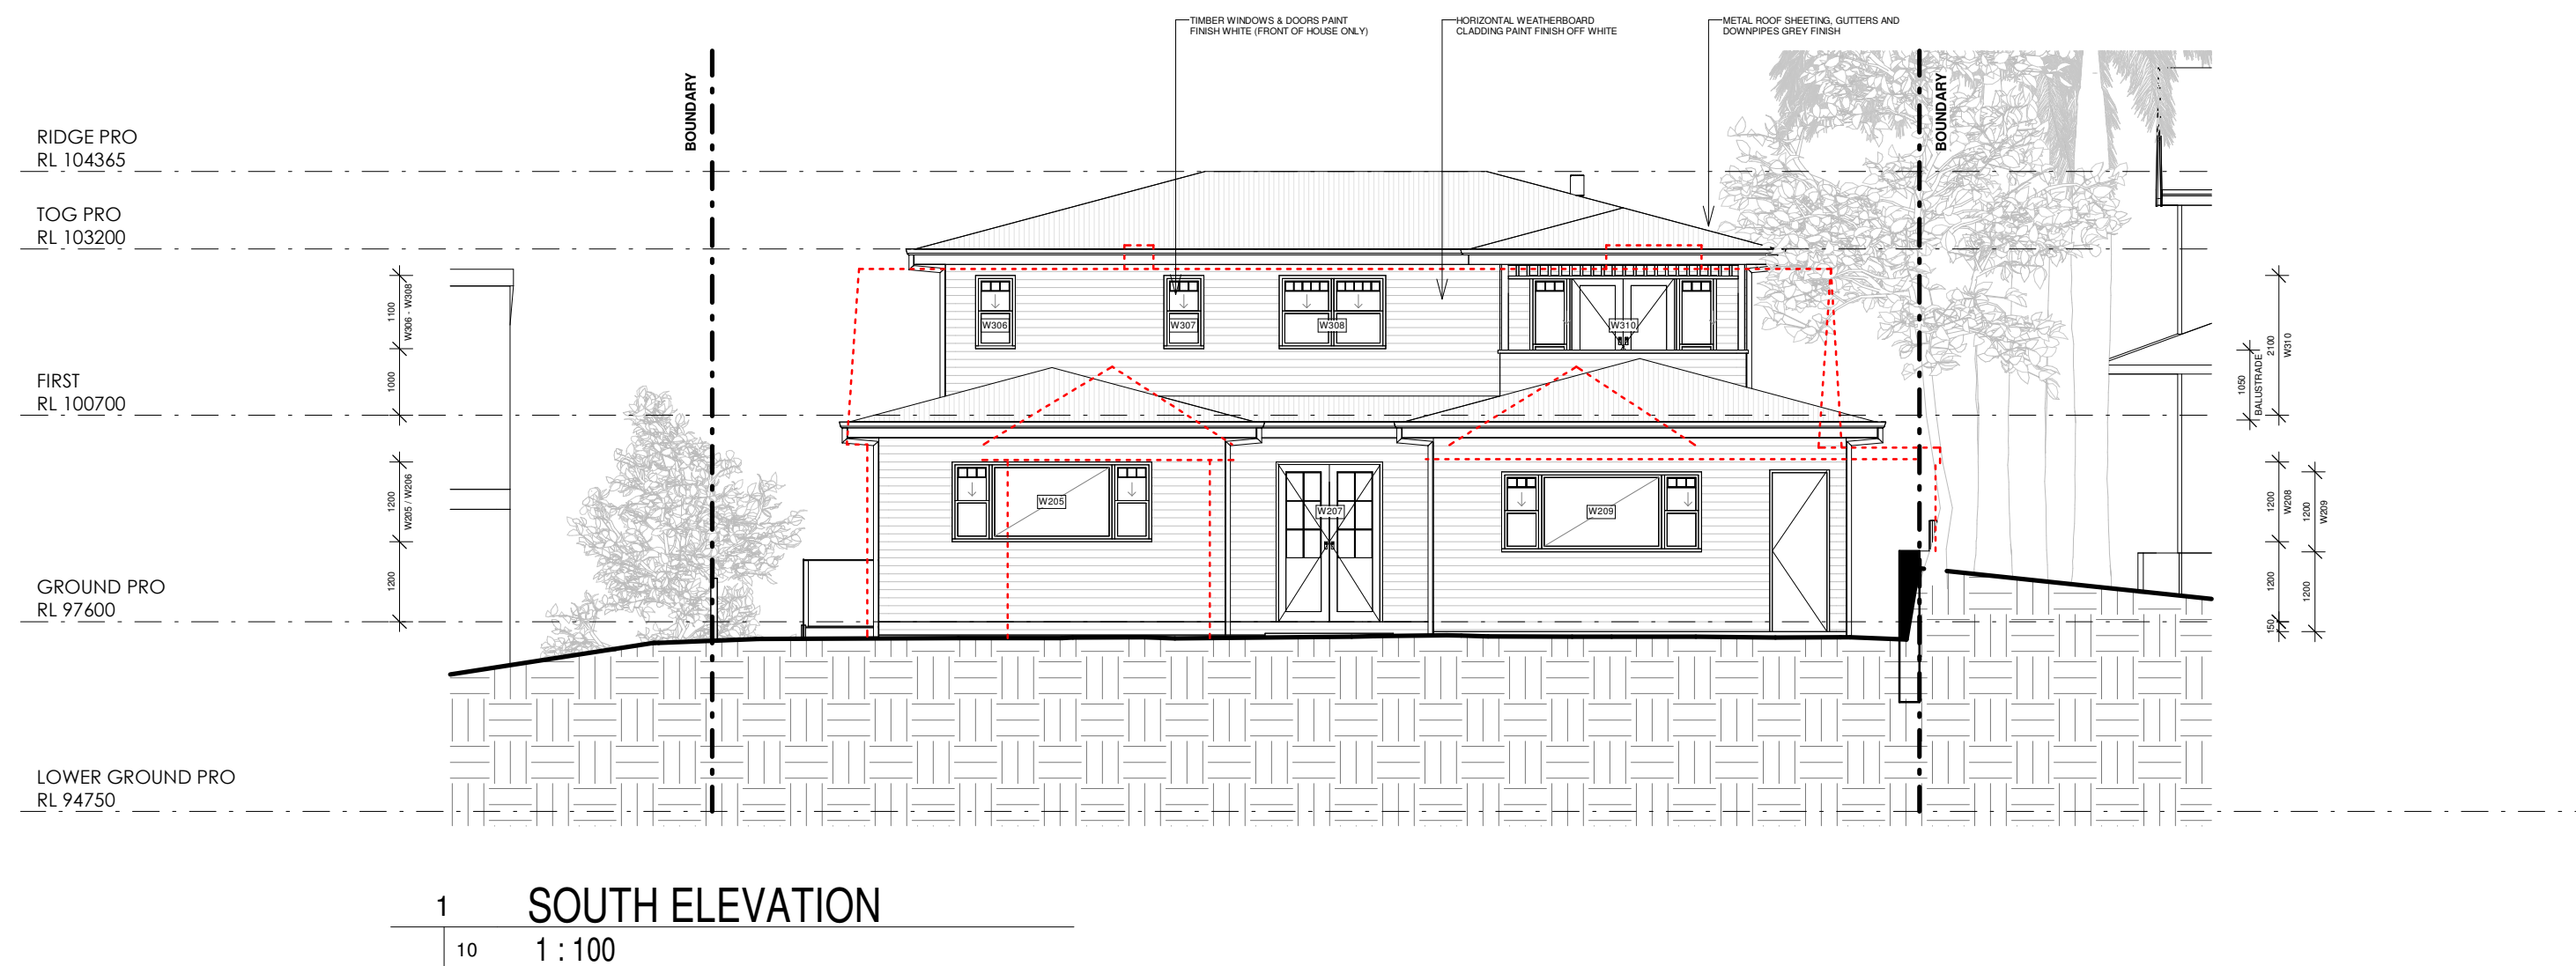 TIMBER WINDOWS & DOORS PAINT
FINISH WHITE (FRONT OF HOUSE ONLY)
HORIZONTAL WEATHERBOARD
CLADDING PAINT FINISH OFF WHITE
METAL ROOF SHEETING, GUTTERS AND
DOWNPIPES GREY FINISH
BOUNDARY
BOUNDARY
RIDGE PRO
RL 104365
TOG PRO
RL 103200
FIRST
RL 100700
GROUND PRO
RL 97600
LOWER GROUND PRO
RL 94750
1100
W306 - W308
1000
1200
W205 / W206
1200
W306
W307
W308
W310
W205
W207
W209
2100
W310
1050
BALUSTRADE
1200
W208
1200
W209
1200
1200
150
1
SOUTH ELEVATION
10
1 : 100